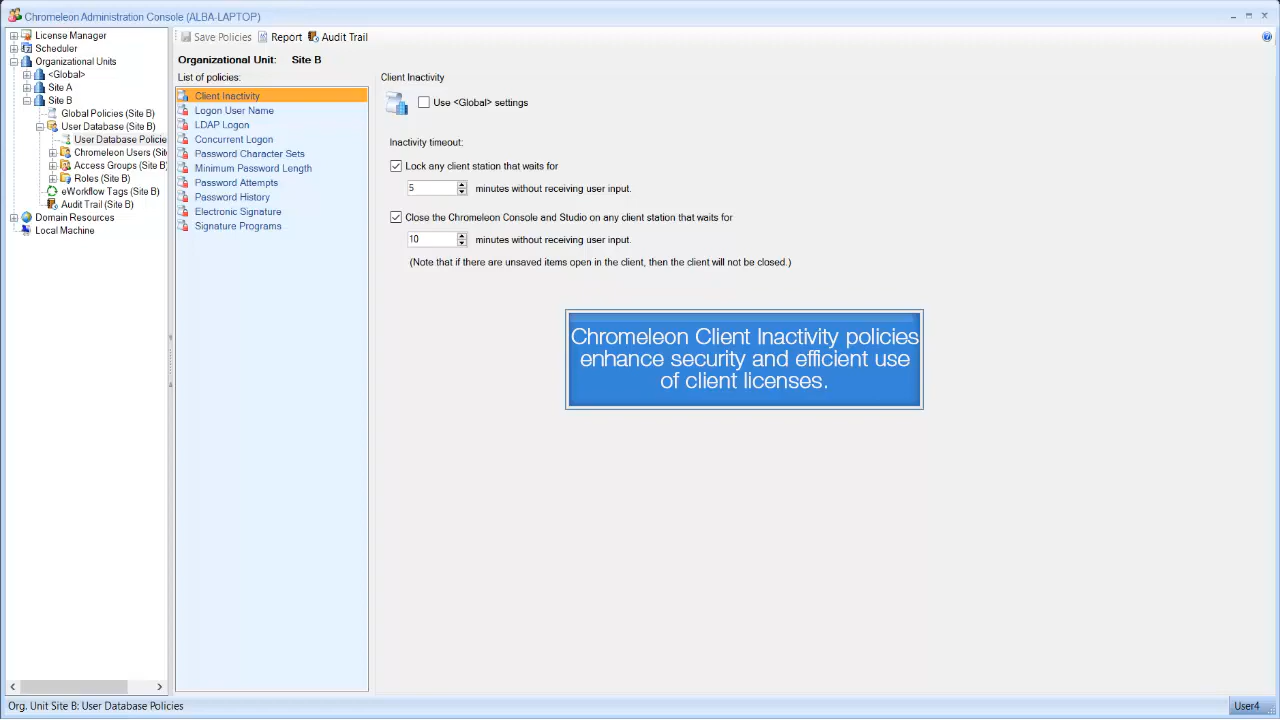 Chromeleon Administration Console (ALBA-LAPTOP)
License Manager
Scheduler
Organizational Units
<Global>
Site A
Site B
Global Policies (Site B)
User Database (Site B)
User Database Policie
Chromeleon Users (Site
Access Groups (Site B)
Roles (Site B)
eWorkflow Tags (Site B)
Audit Trail (Site B)
Domain Resources
Local Machine
Save Policies Report Audit Trail
Organizational Unit: Site B
List of policies:
Client Inactivity
Logon User Name
LDAP Logon
Concurrent Logon
Password Character Sets
Minimum Password Length
Password Attempts
Password History
Electronic Signature
Signature Programs
Client Inactivity
Use <Global> settings
Inactivity timeout:
Lock any client station that waits for
5 minutes without receiving user input.
Close the Chromeleon Console and Studio on any client station that waits for
10 minutes without receiving user input.
(Note that if there are unsaved items open in the client, then the client will not be closed.)
Chromeleon Client Inactivity policies
enhance security and efficient use
of client licenses.
Org. Unit Site B: User Database Policies
User4